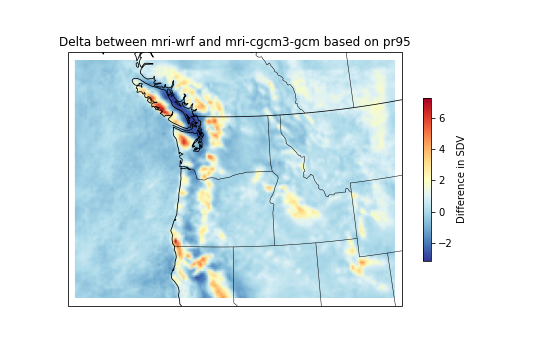 Delta between mri-wrf and mri-cgcm3-gcm based on pr95
6
4
2
0
−2
Difference in SDV